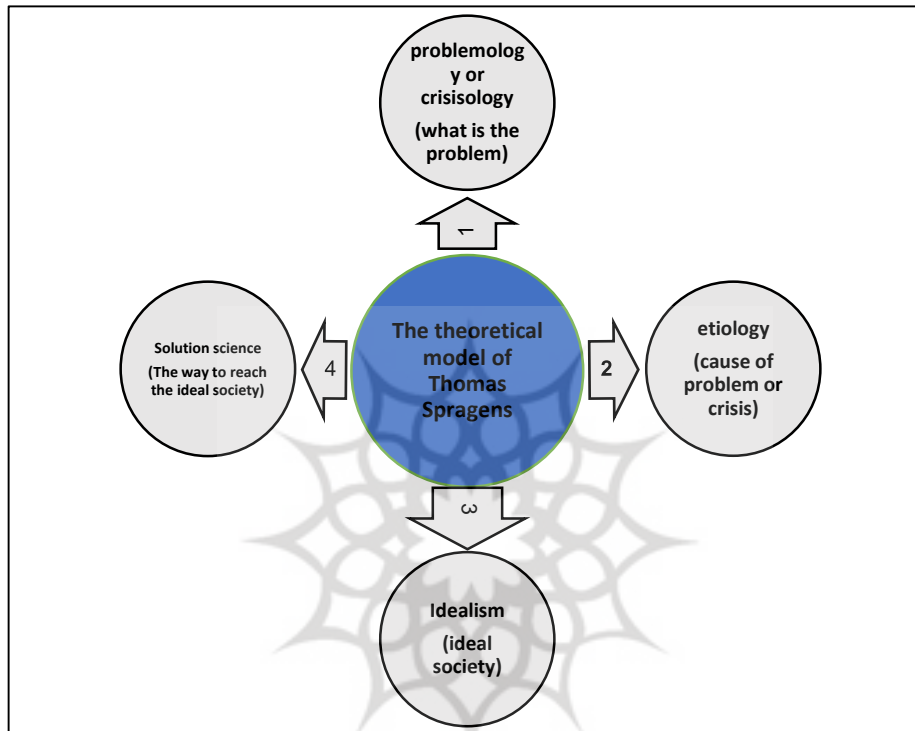 problemolog
y or
crisisology
(what is the
problem)
1
Solution science
(The way to reach
the ideal society)
4
The theoretical
model of
Thomas
Spragens
2
etiology
(cause of
problem or
crisis)
3
Idealism
(ideal
society)